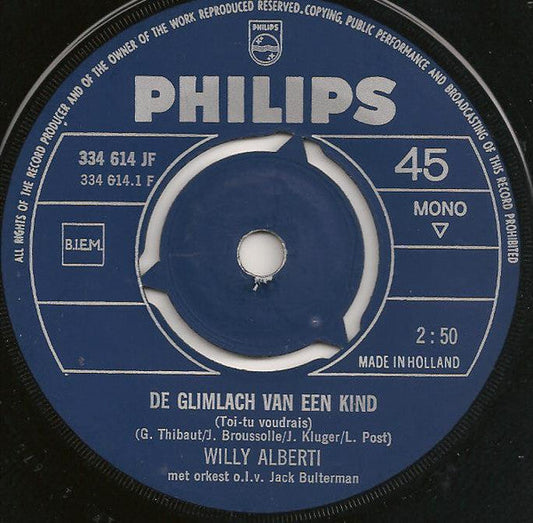 ALL RIGHTS OF THE RECORD PRODUCER AND OF THE OWNER OF THE WORK REPRODUCED RESERVED. COPYING, PUBLIC PERFORMANCE AND BROADCASTING OF THIS RECORD PROHIBITED
PHILIPS
PHILIPS
334 614 JF
334 614.1 F
45
MONO
B.I.E.M.
2:50
MADE IN HOLLAND
DE GLIMLACH VAN EEN KIND
(Toi-tu voudrais)
(G. Thibaut/J. Broussolle/J. Kluger/L. Post)
WILLY ALBERTI
met orkest o.l.v. Jack Bulterman